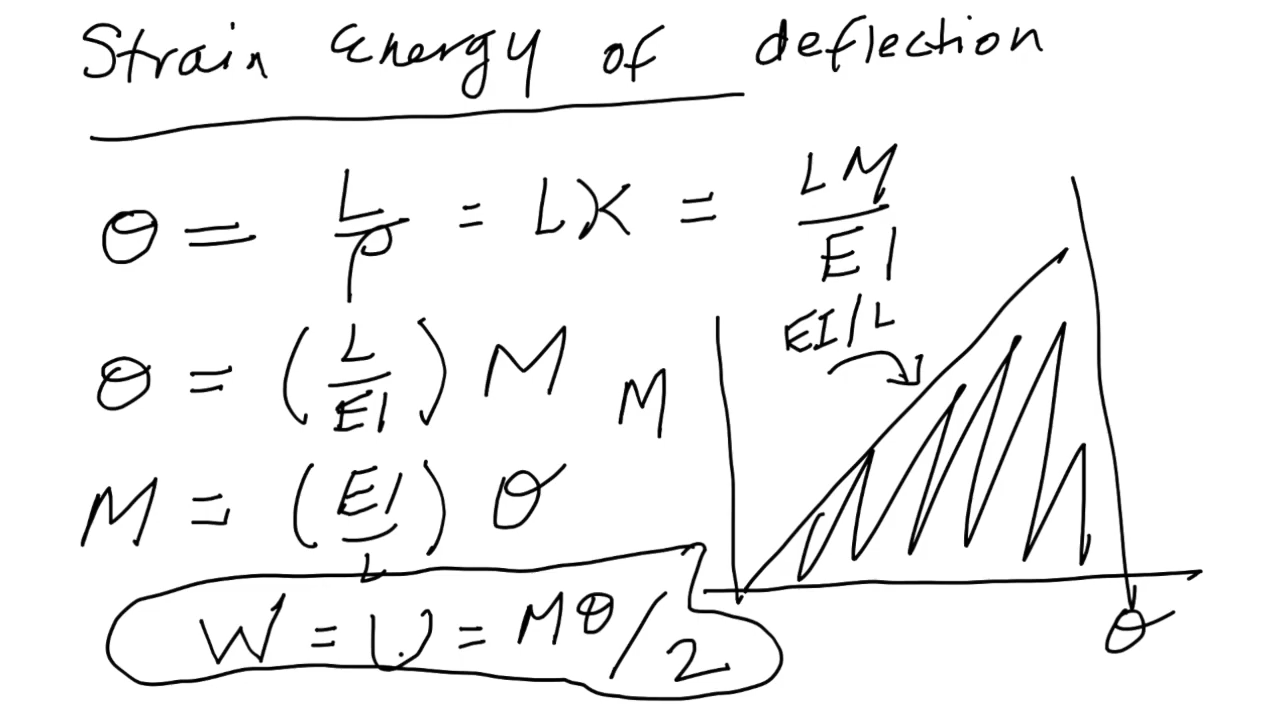 Strain Energy of deflection
θ = L/ρ = Lκ = LM/EI
EI/L
θ = (L/EI) M
M
M = (EI/L) θ
W = U = Mθ/2
θ